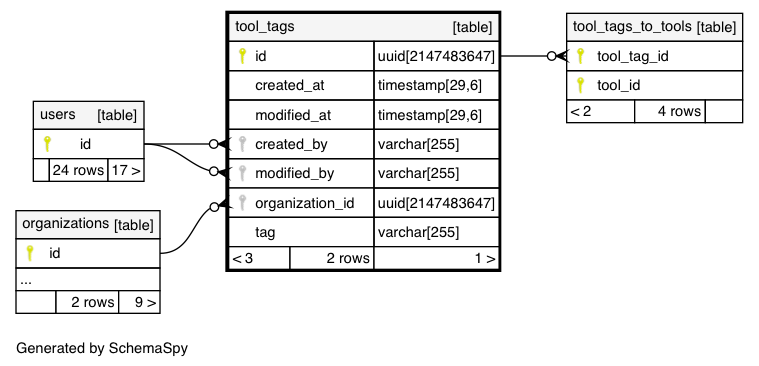 tool_tags [table]
id uuid[2147483647]
created_at timestamp[29,6]
modified_at timestamp[29,6]
created_by varchar[255]
modified_by varchar[255]
organization_id uuid[2147483647]
tag varchar[255]
< 3 2 rows 1 >
tool_tags_to_tools [table]
tool_tag_id
tool_id
< 2 4 rows
users [table]
id
24 rows 17 >
organizations [table]
id
...
2 rows 9 >
Generated by SchemaSpy